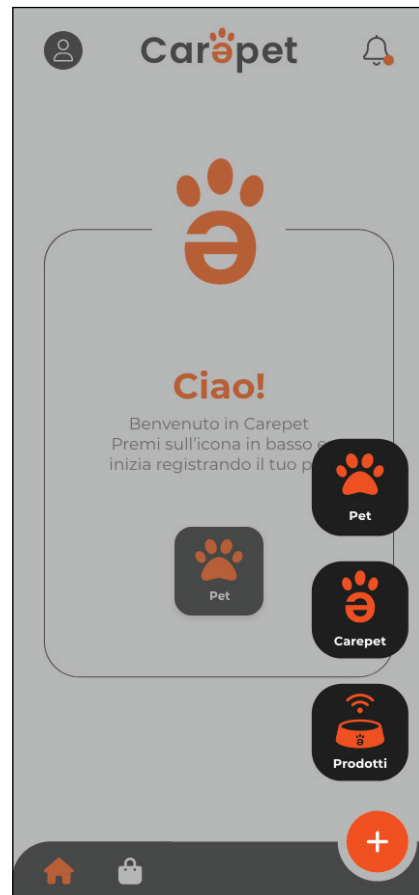 Carəpet
Ciao!
Benvenuto in Carepet
Premi sull'icona in basso e
inizia registrando il tuo p
Pet
Pet
Carepet
Prodotti